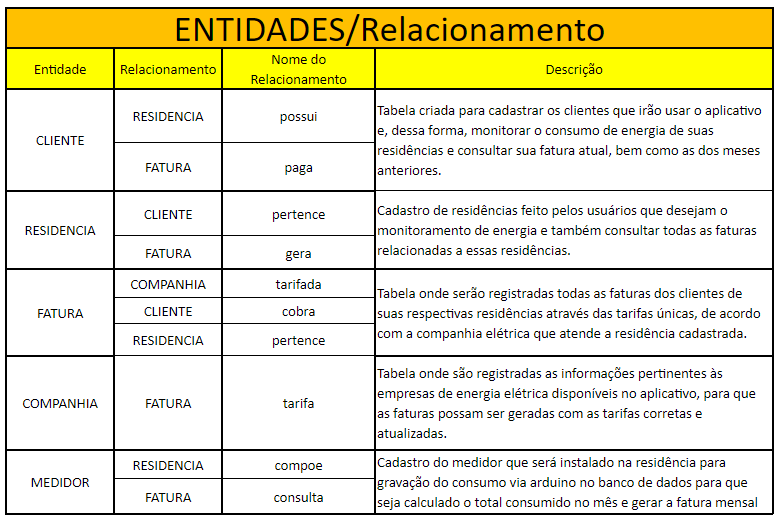 ENTIDADES/Relacionamento
Entidade
Relacionamento
Nome do
Relacionamento
Descrição
CLIENTE
RESIDENCIA
possui
FATURA
paga
Tabela criada para cadastrar os clientes que irão usar o aplicativo
e, dessa forma, monitorar o consumo de energia de suas
residências e consultar sua fatura atual, bem como as dos meses
anteriores.
RESIDENCIA
CLIENTE
pertence
FATURA
gera
Cadastro de residências feito pelos usuários que desejam o
monitoramento de energia e também consultar todas as faturas
relacionadas a essas residências.
FATURA
COMPANHIA
tarifada
CLIENTE
cobra
RESIDENCIA
pertence
Tabela onde serão registradas todas as faturas dos clientes de
suas respectivas residências através das tarifas únicas, de acordo
com a companhia elétrica que atende a residência cadastrada.
COMPANHIA
FATURA
tarifa
Tabela onde são registradas as informações pertinentes às
empresas de energia elétrica disponíveis no aplicativo, para que
as faturas possam ser geradas com as tarifas corretas e
atualizadas.
MEDIDOR
RESIDENCIA
compoe
FATURA
consulta
Cadastro do medidor que será instalado na residência para
gravação do consumo via arduino no banco de dados para que
seja calculado o total consumido no mês e gerar a fatura mensal